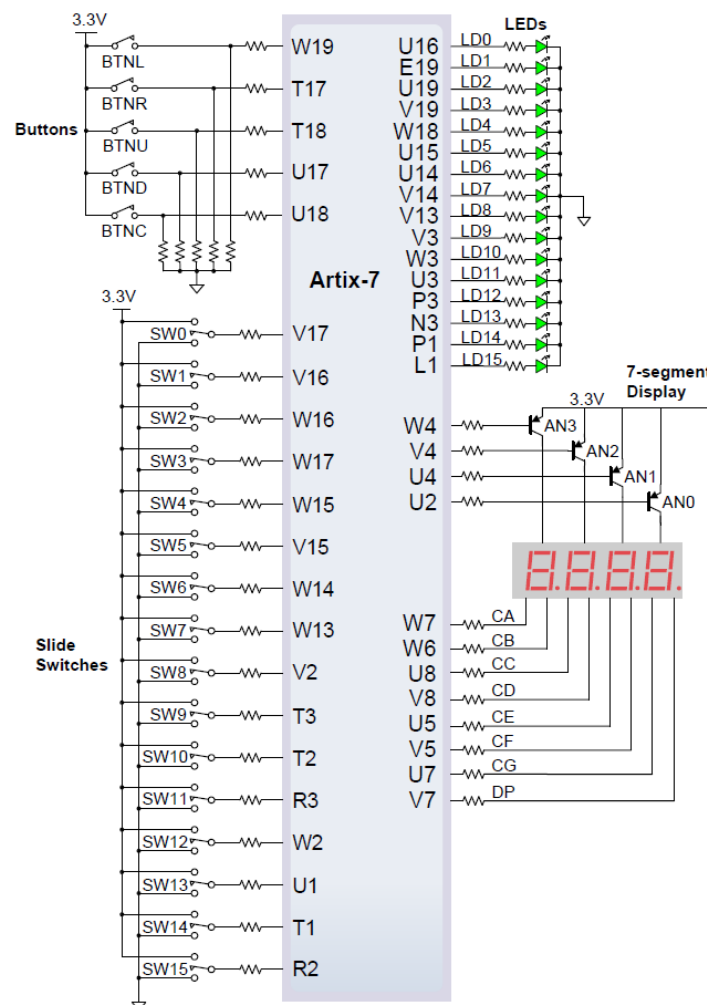 3.3V
BTNL
BTNR
BTNU
BTND
BTNC
Buttons
W19
T17
T18
U17
U18
Artix-7
LEDs
U16 LD0
E19 LD1
U19 LD2
V19 LD3
W18 LD4
U15 LD5
U14 LD6
V14 LD7
V13 LD8
V3 LD9
W3 LD10
U3 LD11
P3 LD12
N3 LD13
P1 LD14
L1 LD15
3.3V
SW0 V17
SW1 V16
SW2 W16
SW3 W17
SW4 W15
SW5 V15
SW6 W14
SW7 W13
SW8 V2
SW9 T3
SW10 T2
SW11 R3
SW12 W2
SW13 U1
SW14 T1
SW15 R2
Slide
Switches
7-segment
Display
3.3V
W4 AN3
V4 AN2
U4 AN1
U2 AN0
8.8.8.8.
W7 CA
W6 CB
U8 CC
V8 CD
U5 CE
V5 CF
U7 CG
V7 DP